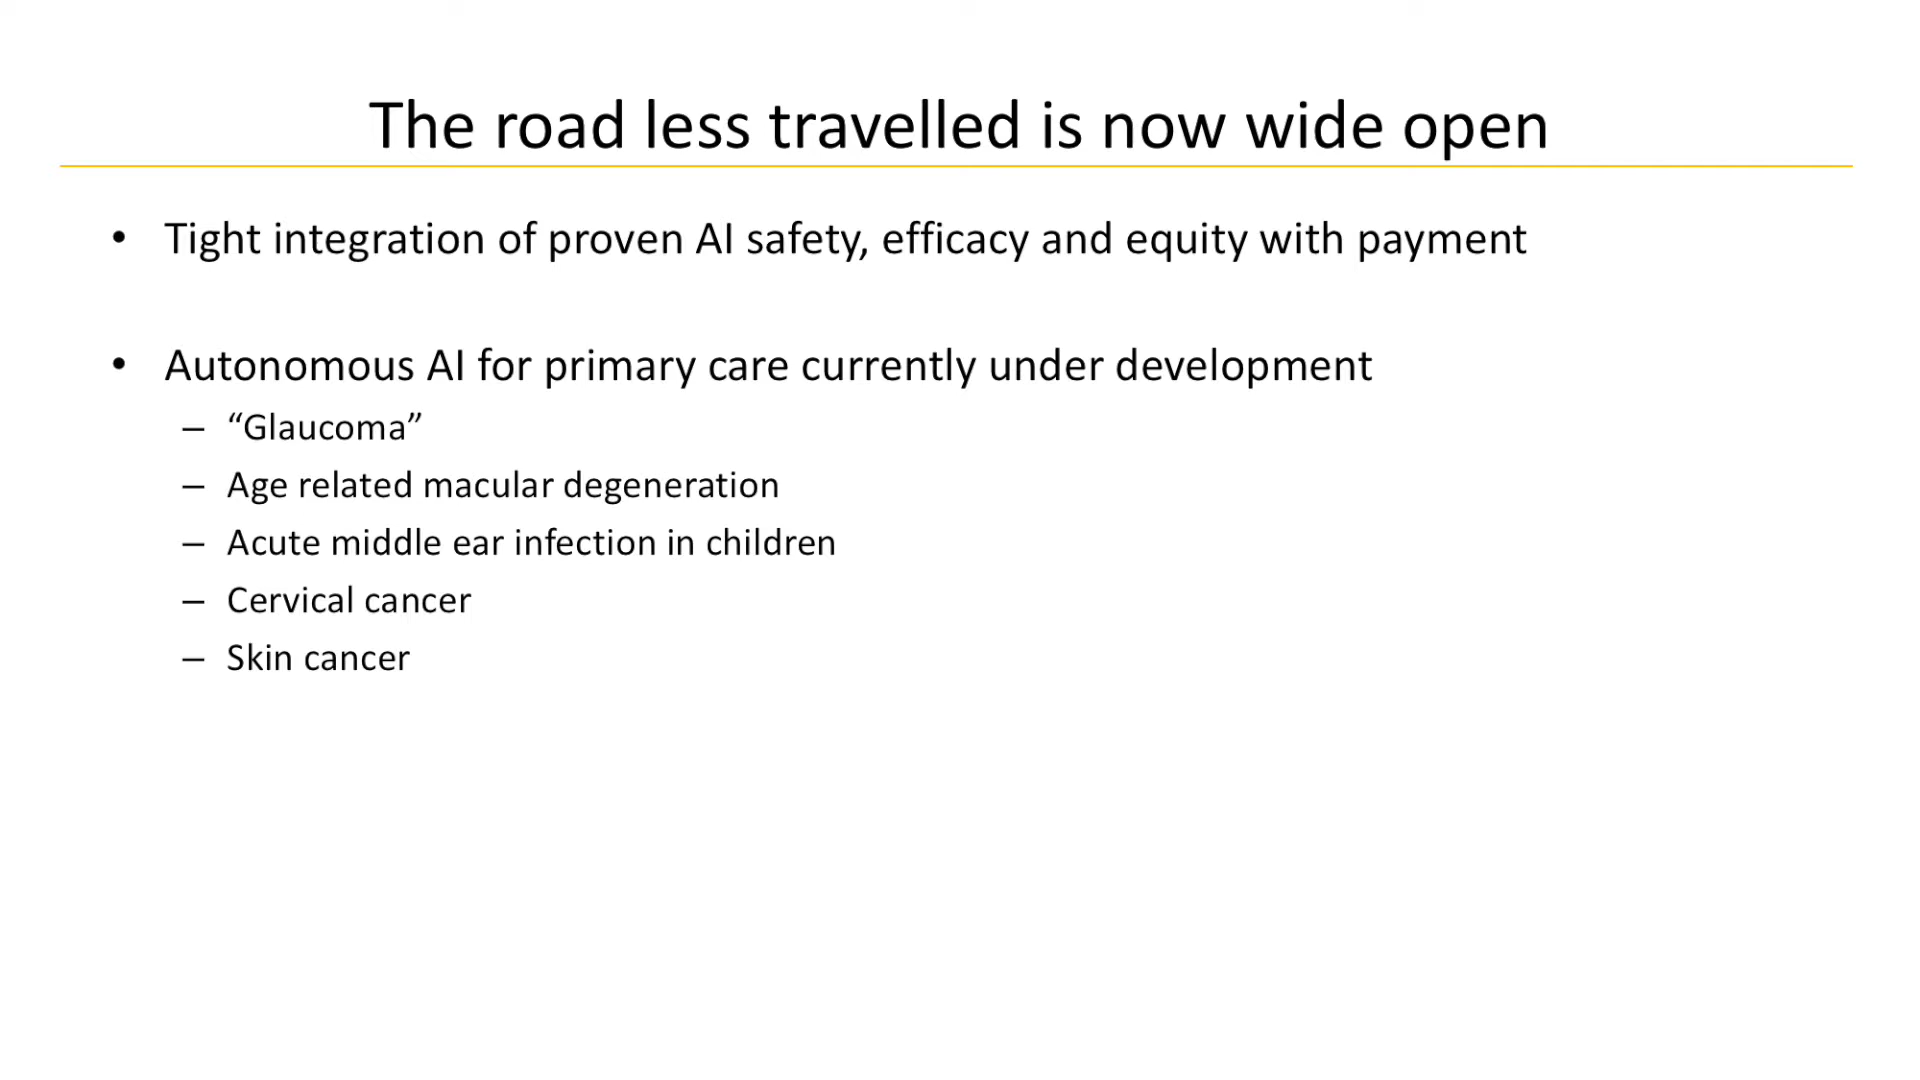 The road less travelled is now wide open
• Tight integration of proven AI safety, efficacy and equity with payment
• Autonomous AI for primary care currently under development
– “Glaucoma”
– Age related macular degeneration
– Acute middle ear infection in children
– Cervical cancer
– Skin cancer